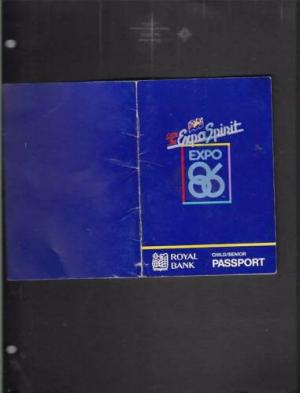 Expo Spirit
EXPO
86
ROYAL
BANK
CHILD/SENIOR
PASSPORT